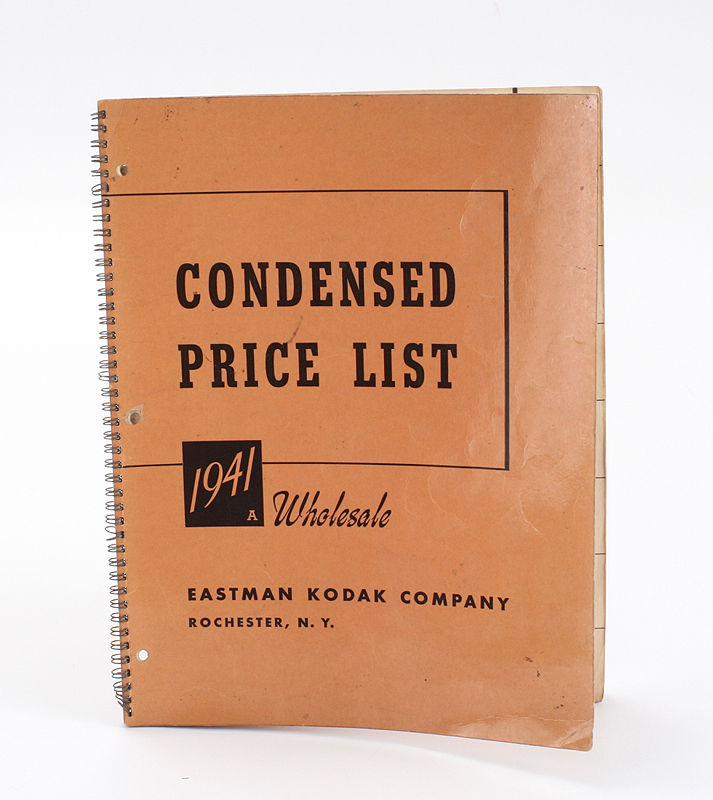 CONDENSED
PRICE LIST
1941
A Wholesale
EASTMAN KODAK COMPANY
ROCHESTER, N. Y.